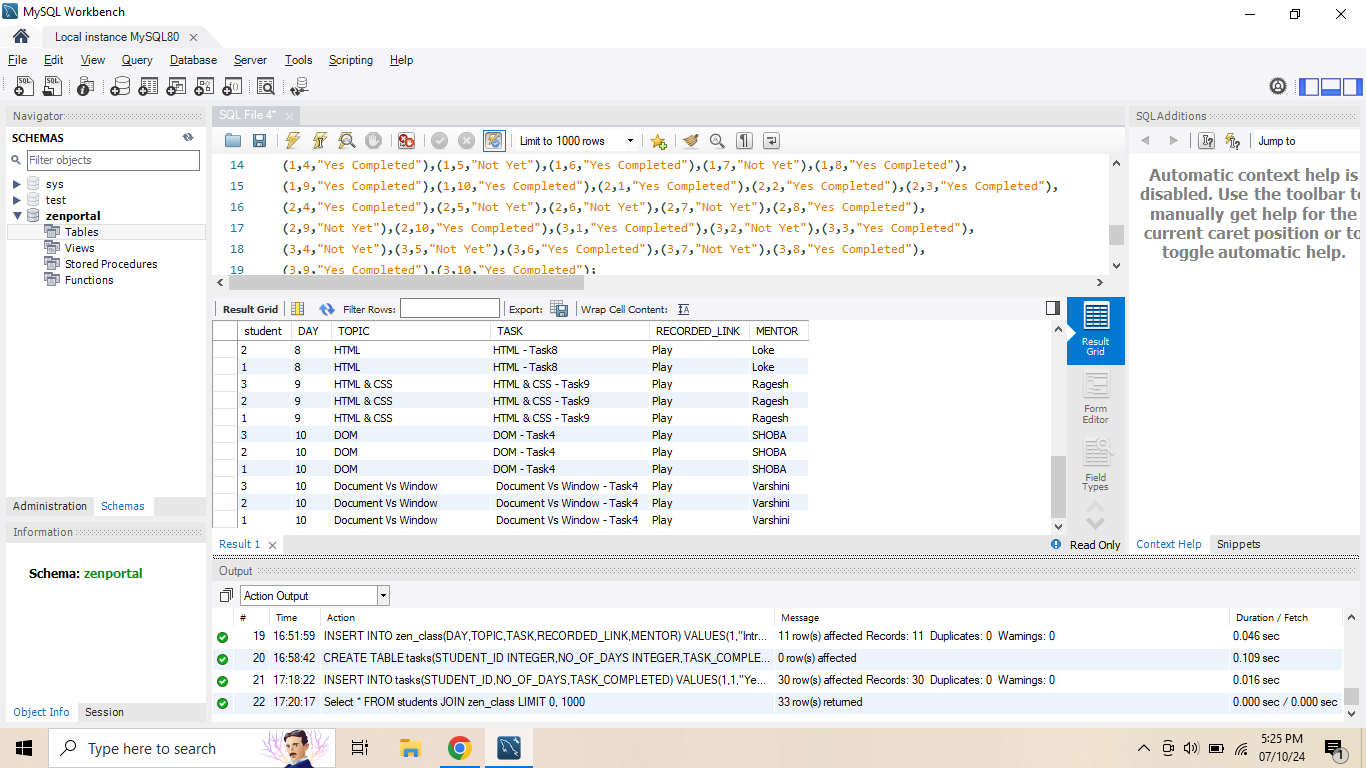 MySQL Workbench
Local instance MySQL80
File Edit View Query Database Server Tools Scripting Help
Navigator
SCHEMAS
Filter objects
sys
test
zenportal
Tables
Views
Stored Procedures
Functions
Administration Schemas
Information
Schema: zenportal
Object Info Session
SQL File 4*
Limit to 1000 rows
14 (1,4,"Yes Completed"),(1,5,"Not Yet"),(1,6,"Yes Completed"),(1,7,"Not Yet"),(1,8,"Yes Completed"),
15 (1,9,"Yes Completed"),(1,10,"Yes Completed"),(2,1,"Yes Completed"),(2,2,"Yes Completed"),(2,3,"Yes Completed"),
16 (2,4,"Yes Completed"),(2,5,"Not Yet"),(2,6,"Not Yet"),(2,7,"Not Yet"),(2,8,"Yes Completed"),
17 (2,9,"Not Yet"),(2,10,"Yes Completed"),(3,1,"Yes Completed"),(3,2,"Not Yet"),(3,3,"Yes Completed"),
18 (3,4,"Not Yet"),(3,5,"Not Yet"),(3,6,"Yes Completed"),(3,7,"Not Yet"),(3,8,"Yes Completed"),
19 (3,9,"Yes Completed"),(3,10,"Yes Completed");
Result Grid Filter Rows: Export: Wrap Cell Content:
student DAY TOPIC TASK RECORDED_LINK MENTOR
2 8 HTML HTML - Task8 Play Loke
1 8 HTML HTML - Task8 Play Loke
3 9 HTML & CSS HTML & CSS - Task9 Play Ragesh
2 9 HTML & CSS HTML & CSS - Task9 Play Ragesh
1 9 HTML & CSS HTML & CSS - Task9 Play Ragesh
3 10 DOM DOM - Task4 Play SHOBA
2 10 DOM DOM - Task4 Play SHOBA
1 10 DOM DOM - Task4 Play SHOBA
3 10 Document Vs Window Document Vs Window - Task4 Play Varshini
2 10 Document Vs Window Document Vs Window - Task4 Play Varshini
1 10 Document Vs Window Document Vs Window - Task4 Play Varshini
Result
Grid
Form
Editor
Field
Types
Result 1
Read Only
SQLAdditions
Jump to
Automatic context help is
disabled. Use the toolbar to
manually get help for the
current caret position or to
toggle automatic help.
Context Help Snippets
Output
Action Output
# Time Action Message Duration / Fetch
19 16:51:59 INSERT INTO zen_class(DAY,TOPIC,TASK,RECORDED_LINK,MENTOR) VALUES(1,"Intr... 11 row(s) affected Records: 11 Duplicates: 0 Warnings: 0 0.046 sec
20 16:58:42 CREATE TABLE tasks(STUDENT_ID INTEGER,NO_OF_DAYS INTEGER,TASK_COMPLE... 0 row(s) affected 0.109 sec
21 17:18:22 INSERT INTO tasks(STUDENT_ID,NO_OF_DAYS,TASK_COMPLETED) VALUES(1,1,"Ye... 30 row(s) affected Records: 30 Duplicates: 0 Warnings: 0 0.016 sec
22 17:20:17 Select * FROM students JOIN zen_class LIMIT 0, 1000 33 row(s) returned 0.000 sec / 0.000 sec
Type here to search
5:25 PM
07/10/24
1